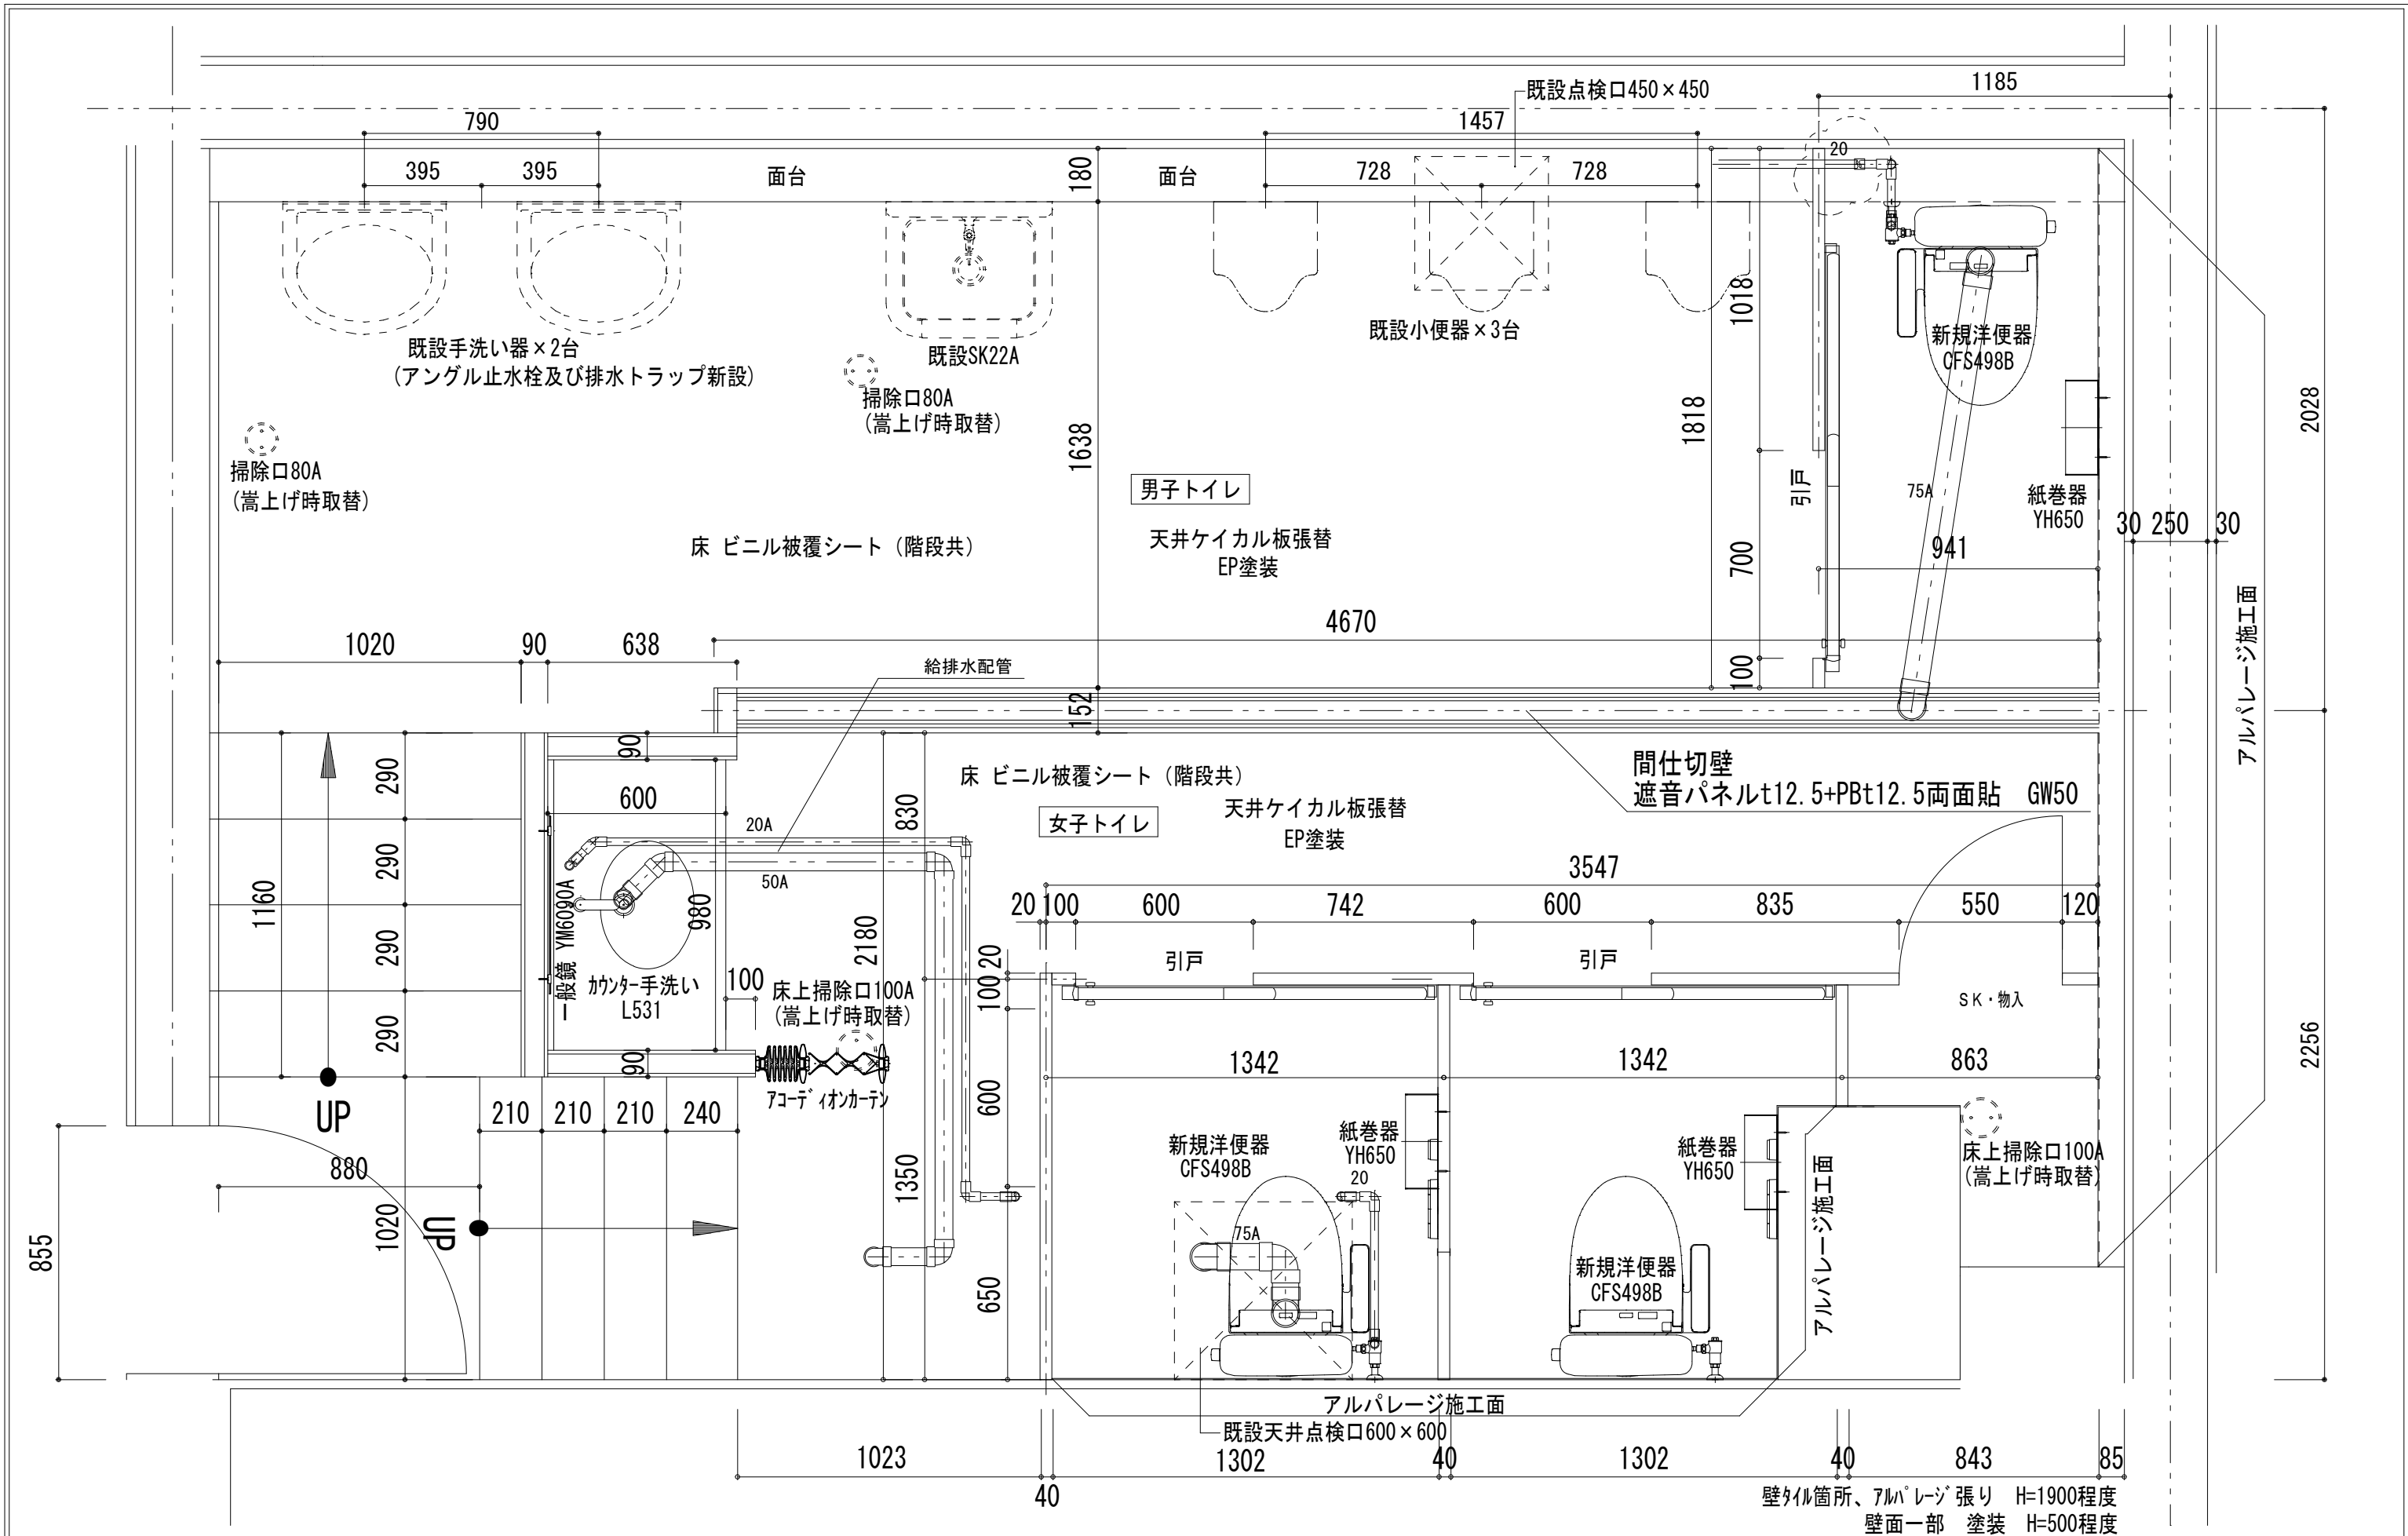 既設点検口450×450
1185
790
1457
395
395
面台
180
面台
728
728
20
既設手洗い器×2台
(アングル止水栓及び排水トラップ新設)
既設SK22A
既設小便器×3台
1018
新規洋便器
CFS498B
掃除口80A
(嵩上げ時取替)
掃除口80A
(嵩上げ時取替)
1638
1818
2028
男子トイレ
引戸
75A
紙巻器
YH650
30
250
30
床 ビニル被覆シート（階段共）
天井ケイカル板張替
EP塗装
700
941
アルパレージ施工面
1020
90
638
4670
給排水配管
100
152
290
90
床 ビニル被覆シート（階段共）
間仕切壁
遮音パネルt12.5+PBt12.5両面貼　GW50
600
830
女子トイレ
天井ケイカル板張替
EP塗装
20A
50A
290
1160
3547
一般鏡 YM6090A
980
20
100
600
742
600
835
550
120
290
2180
引戸
引戸
20
100
カウンター手洗い
L531
100
床上掃除口100A
(嵩上げ時取替)
SK・物入
290
90
アコーディオンカーテン
1342
1342
863
2256
UP
210
210
210
240
600
新規洋便器
CFS498B
紙巻器
YH650
20
紙巻器
YH650
アルパレージ施工面
床上掃除口100A
(嵩上げ時取替)
880
1350
855
1020
UP
75A
650
新規洋便器
CFS498B
アルパレージ施工面
既設天井点検口600×600
1023
40
1302
40
1302
40
843
85
壁タイル箇所、アルパレージ張り　H=1900程度
壁面一部　塗装　H=500程度